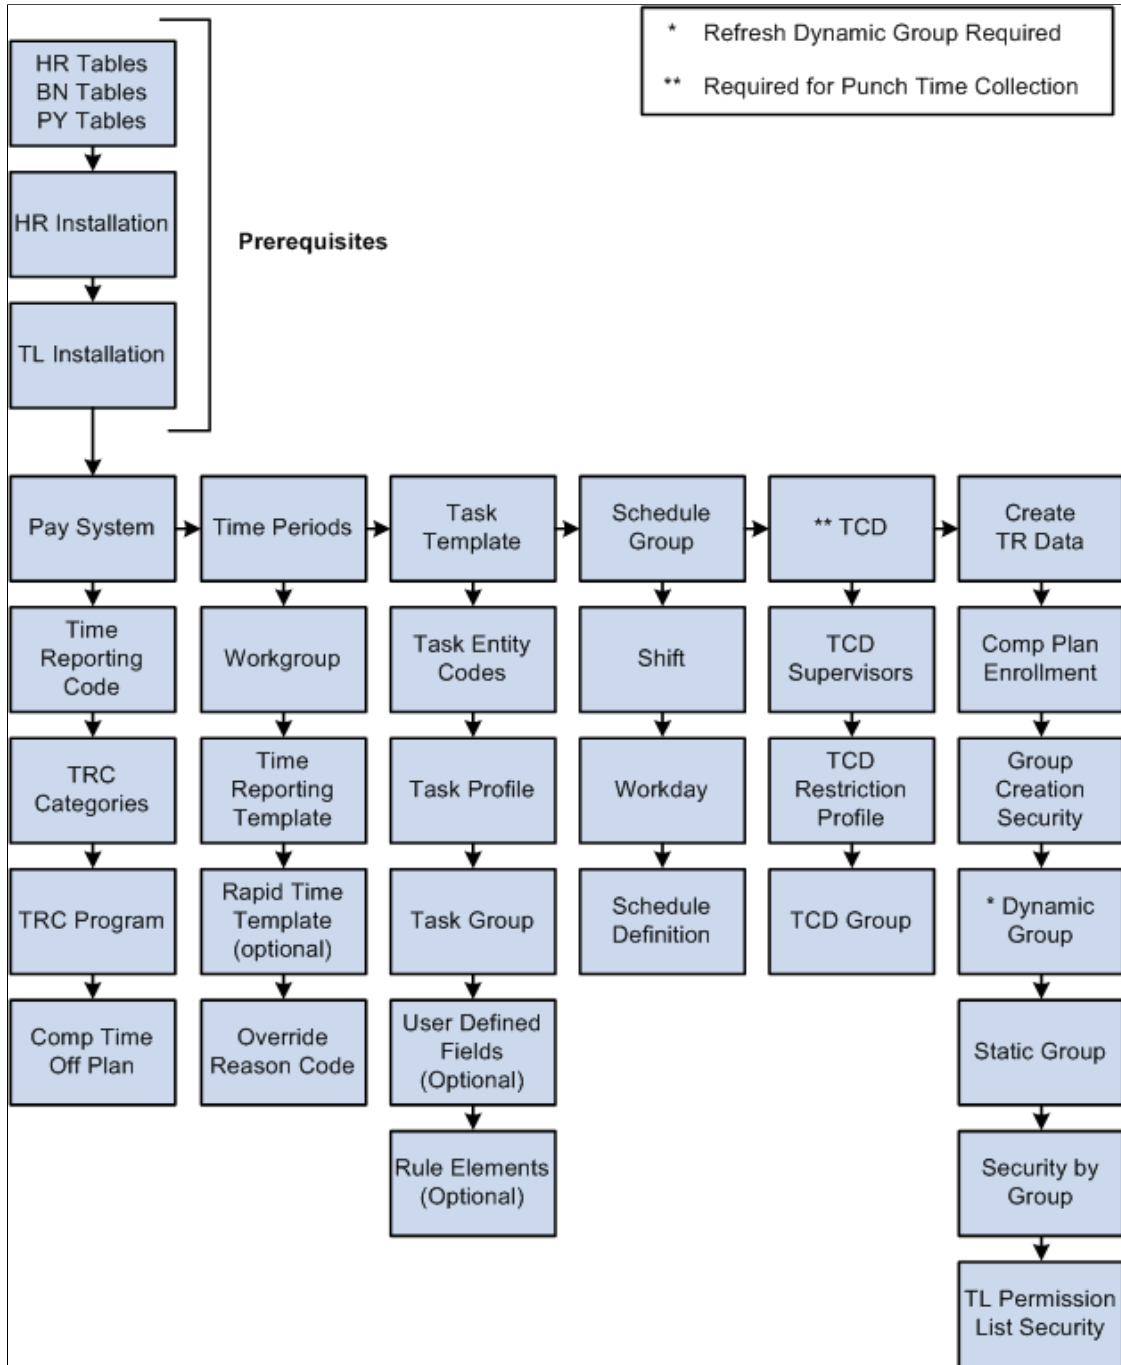 * Refresh Dynamic Group Required
** Required for Punch Time Collection
HR Tables
BN Tables
PY Tables
HR Installation
TL Installation
Prerequisites
Pay System
Time Periods
Task
Template
Schedule
Group
** TCD
Create
TR Data
Time
Reporting
Code
Workgroup
Task Entity
Codes
Shift
TCD
Supervisors
Comp Plan
Enrollment
TRC
Categories
Time
Reporting
Template
Task Profile
Workday
TCD
Restriction
Profile
Group
Creation
Security
TRC Program
Rapid Time
Template
(optional)
Task Group
Schedule
Definition
TCD Group
* Dynamic
Group
Comp Time
Off Plan
Override
Reason Code
User Defined
Fields
(Optional)
Static Group
Rule Elements
(Optional)
Security by
Group
TL Permission
List Security